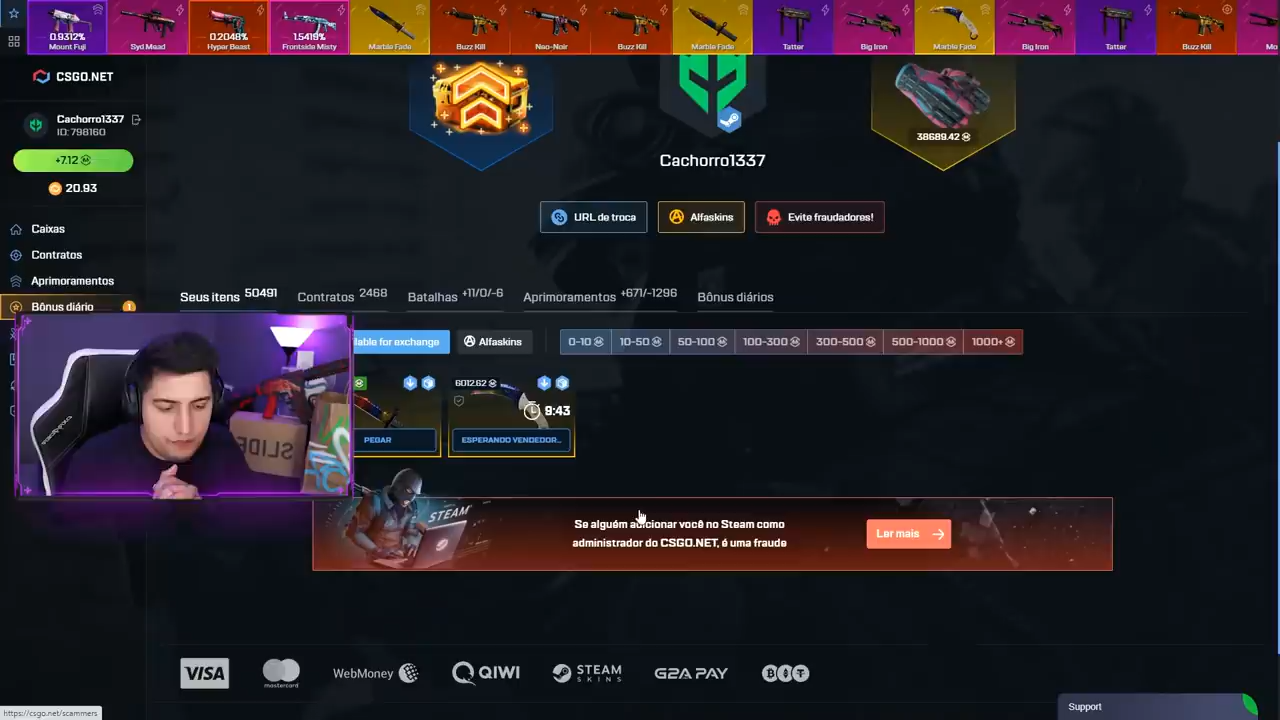 0.9312%
Mount Fuji
Syd Mead
0.2048%
Hyper Beast
1.5419%
Frontside Misty
Marble Fade
Buzz Kill
Neo-Noir
Buzz Kill
Marble Fade
Tatter
Big Iron
Marble Fade
Big Iron
Tatter
Buzz Kill
CSGO.NET
Cachorro1337
ID: 798160
+7.12
20.93
Caixas
Contratos
Aprimoramentos
Bônus diário 1
38689.42
Cachorro1337
URL de troca
Alfaskins
Evite fraudadores!
Seus itens 50491
Contratos 2468
Batalhas +11/0/-6
Aprimoramentos +671/-1296
Bônus diários
lable for exchange
Alfaskins
0-10
10-50
50-100
100-300
300-500
500-1000
1000+
PEGAR
6012.62
9:43
ESPERANDO VENDEDOR...
SLIDE
STEAM
Se alguém adicionar você no Steam como
administrador do CSGO.NET, é uma fraude
Ler mais
VISA
mastercard
WebMoney
QIWI
STEAM
SKINS
G2A PAY
https://csgo.net/scammers
Support